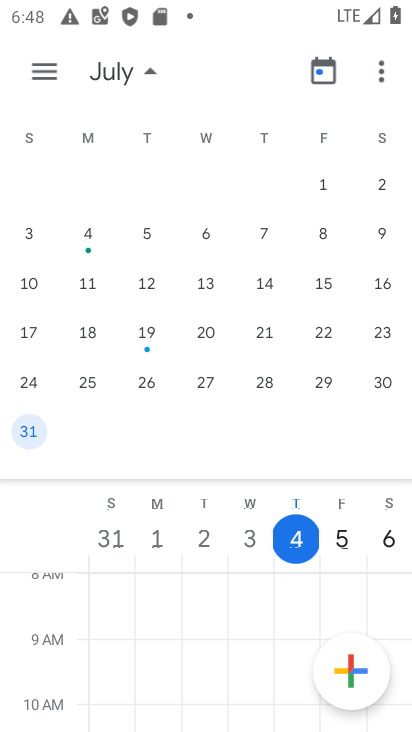 6:48 LTE
July
S M T W T F S
1 2
3 4 5 6 7 8 9
10 11 12 13 14 15 16
17 18 19 20 21 22 23
24 25 26 27 28 29 30
31
S M T W T F S
31 1 2 3 4 5 6
8 AM
9 AM
10 AM